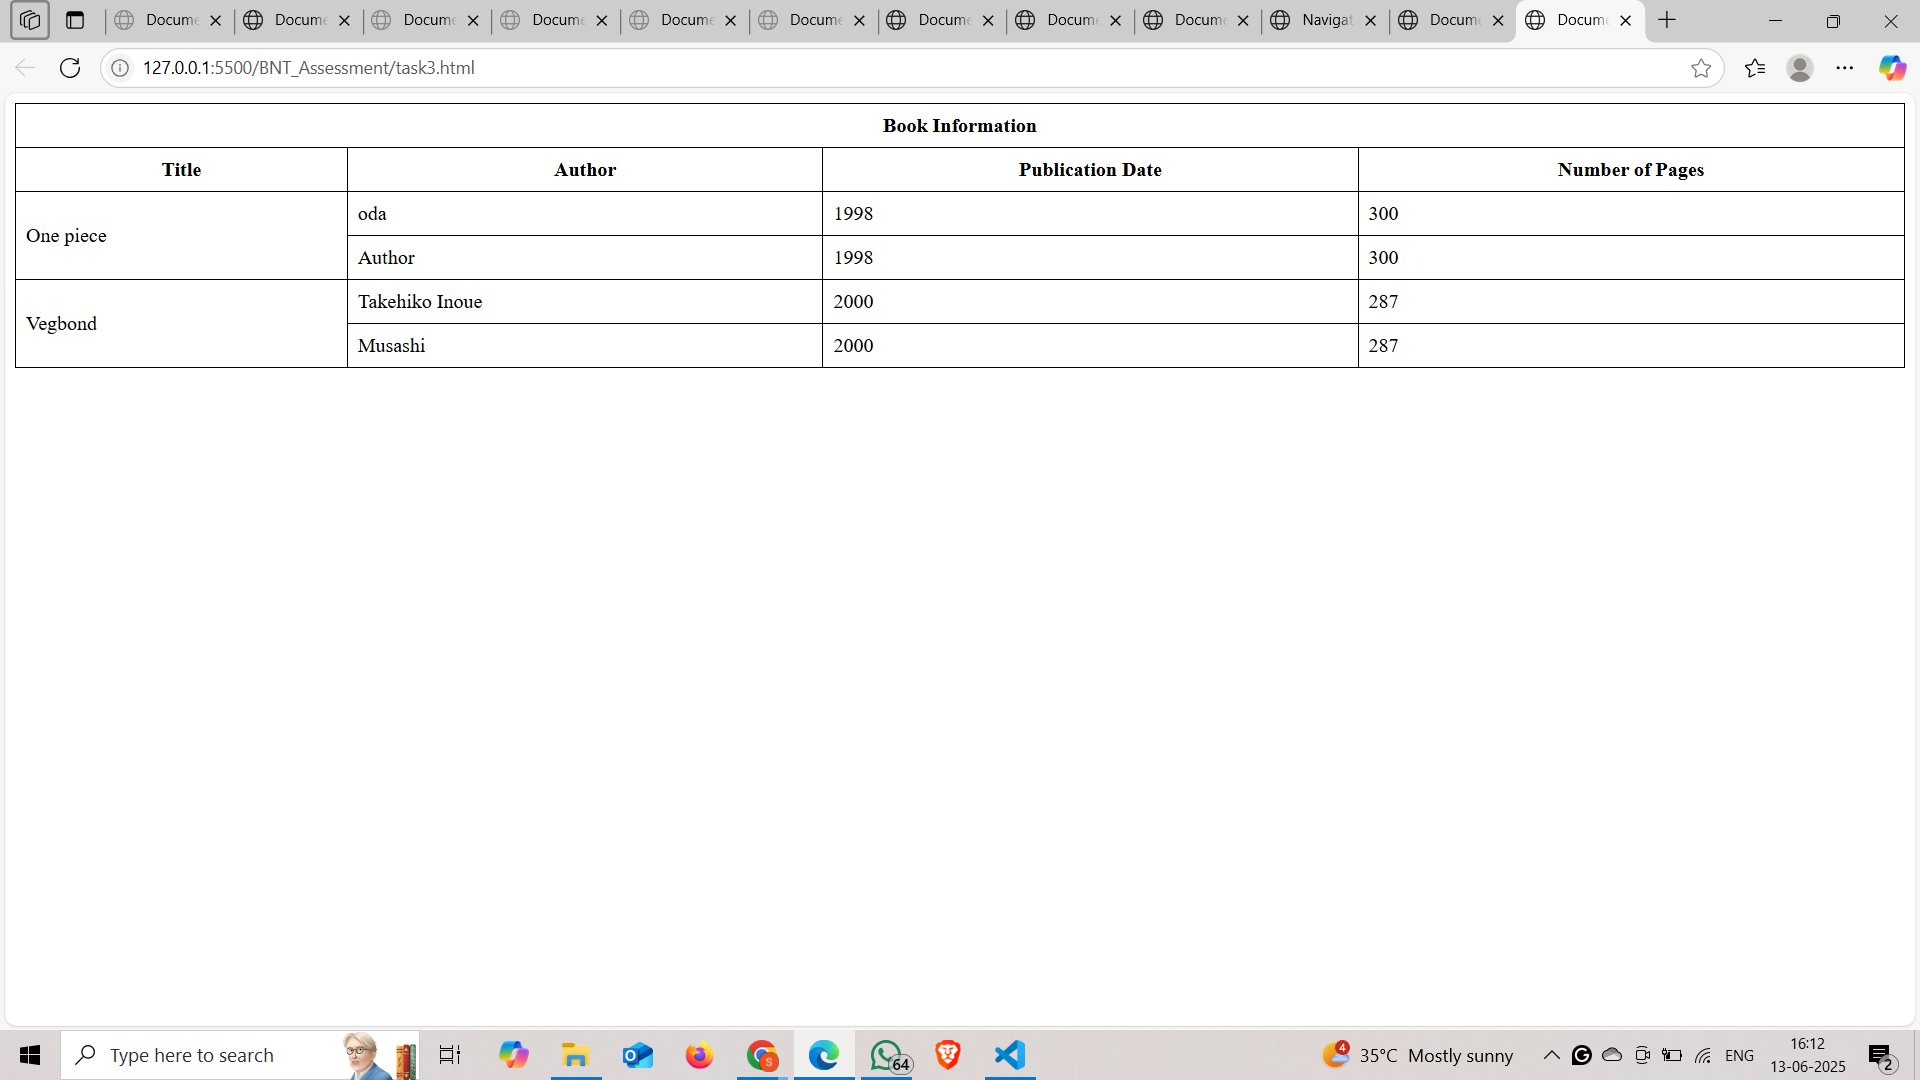 Docume Docume Docume Docume Docume Docume Docume Docume Docume Navigat Docume Docume
127.0.0.1:5500/BNT_Assessment/task3.html
Book Information
Title Author Publication Date Number of Pages
One piece oda 1998 300
Author 1998 300
Vegbond Takehiko Inoue 2000 287
Musashi 2000 287
Type here to search S 64 4 35°C Mostly sunny ENG 16:12
13-06-2025 2